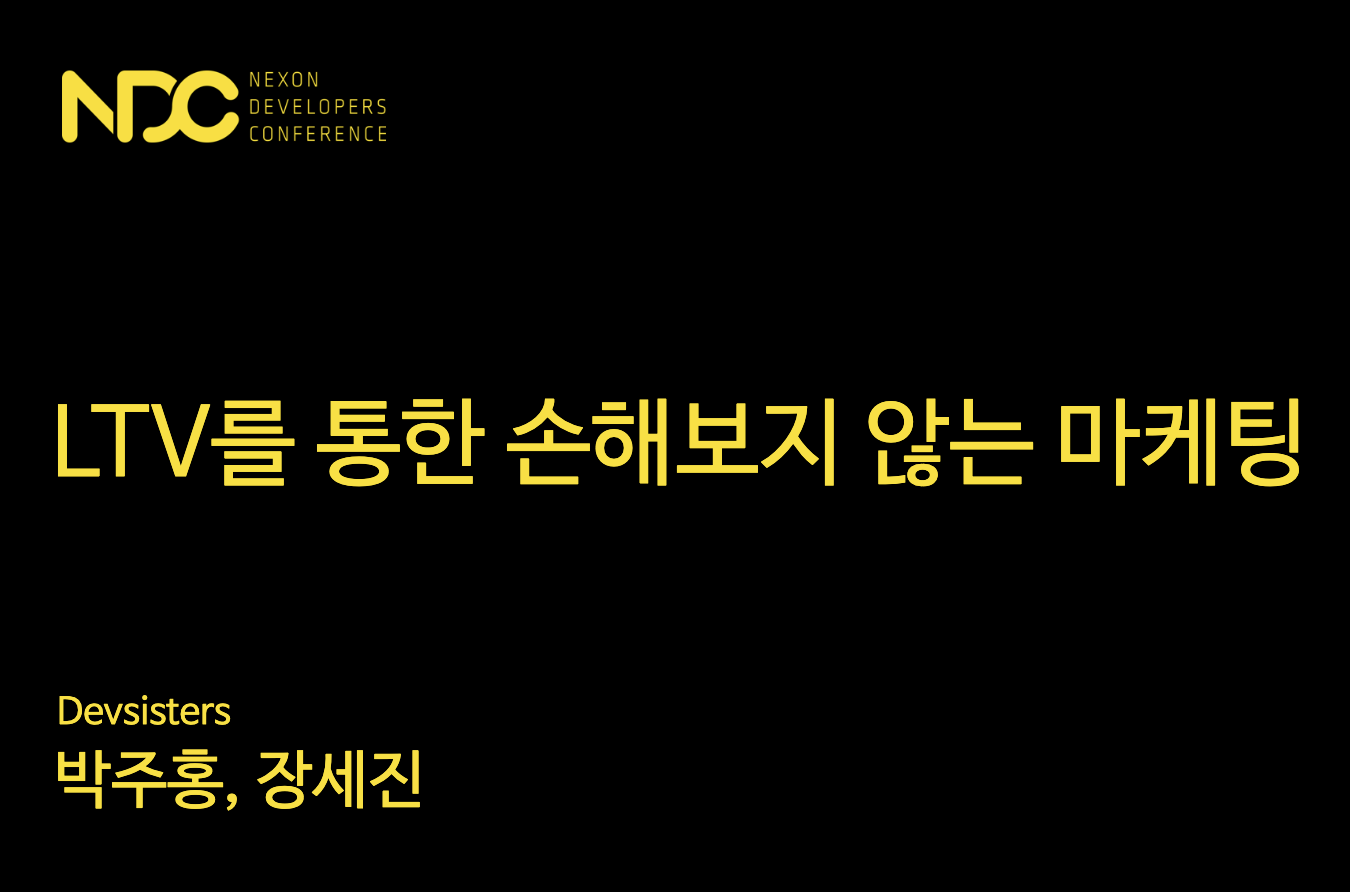 NDC
NEXON
DEVELOPERS
CONFERENCE
LTV를 통한 손해보지 않는 마케팅
Devsisters
박주홍, 장세진